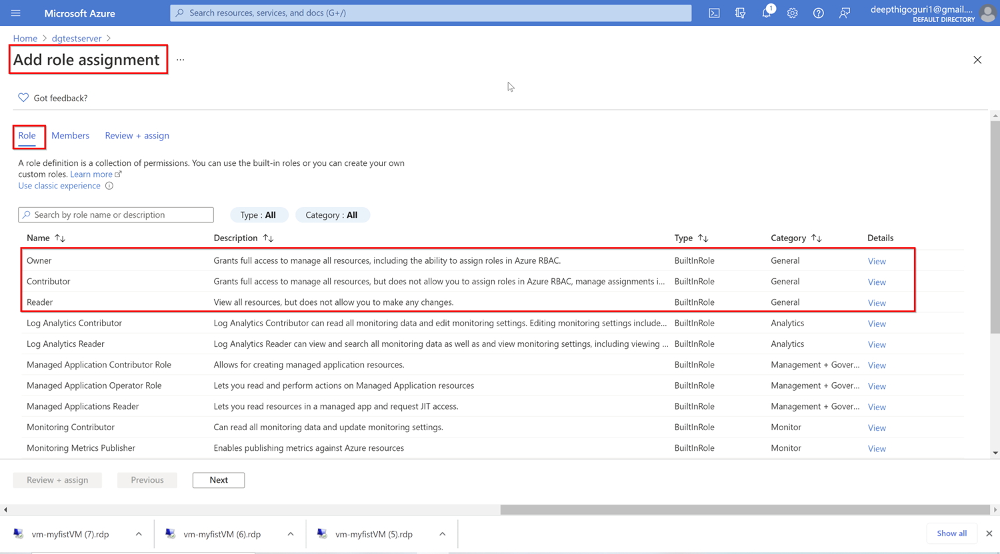 Microsoft Azure
Search resources, services, and docs (G+/)
1
deepthigoguri1@gmail....
DEFAULT DIRECTORY
Home > dgtestserver >
Add role assignment ...
Got feedback?
Role Members Review + assign
A role definition is a collection of permissions. You can use the built-in roles or you can create your own
custom roles. Learn more
Use classic experience
Search by role name or description Type : All Category : All
Name ↑↓ Description ↑↓ Type ↑↓ Category ↑↓ Details
Owner Grants full access to manage all resources, including the ability to assign roles in Azure RBAC. BuiltInRole General View
Contributor Grants full access to manage all resources, but does not allow you to assign roles in Azure RBAC, manage assignments i... BuiltInRole General View
Reader View all resources, but does not allow you to make any changes. BuiltInRole General View
Log Analytics Contributor Log Analytics Contributor can read all monitoring data and edit monitoring settings. Editing monitoring settings include... BuiltInRole Analytics View
Log Analytics Reader Log Analytics Reader can view and search all monitoring data as well as and view monitoring settings, including viewing ... BuiltInRole Analytics View
Managed Application Contributor Role Allows for creating managed application resources. BuiltInRole Management + Gover... View
Managed Application Operator Role Lets you read and perform actions on Managed Application resources BuiltInRole Management + Gover... View
Managed Applications Reader Lets you read resources in a managed app and request JIT access. BuiltInRole Management + Gover... View
Monitoring Contributor Can read all monitoring data and update monitoring settings. BuiltInRole Monitor View
Monitoring Metrics Publisher Enables publishing metrics against Azure resources BuiltInRole Monitor View
Review + assign Previous Next
vm-myfistVM (7).rdp vm-myfistVM (6).rdp vm-myfistVM (5).rdp Show all